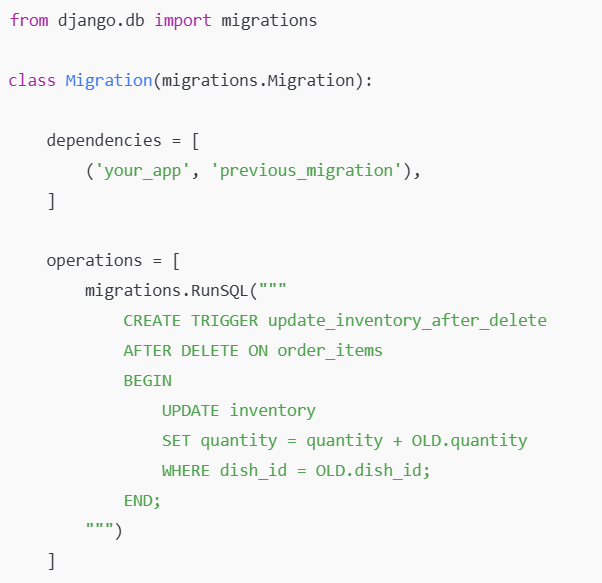 from django.db import migrations
class Migration(migrations.Migration):
    dependencies = [
        ('your_app', 'previous_migration'),
    ]
    operations = [
        migrations.RunSQL("""
            CREATE TRIGGER update_inventory_after_delete
            AFTER DELETE ON order_items
            BEGIN
                UPDATE inventory
                SET quantity = quantity + OLD.quantity
                WHERE dish_id = OLD.dish_id;
            END;
        """)
    ]